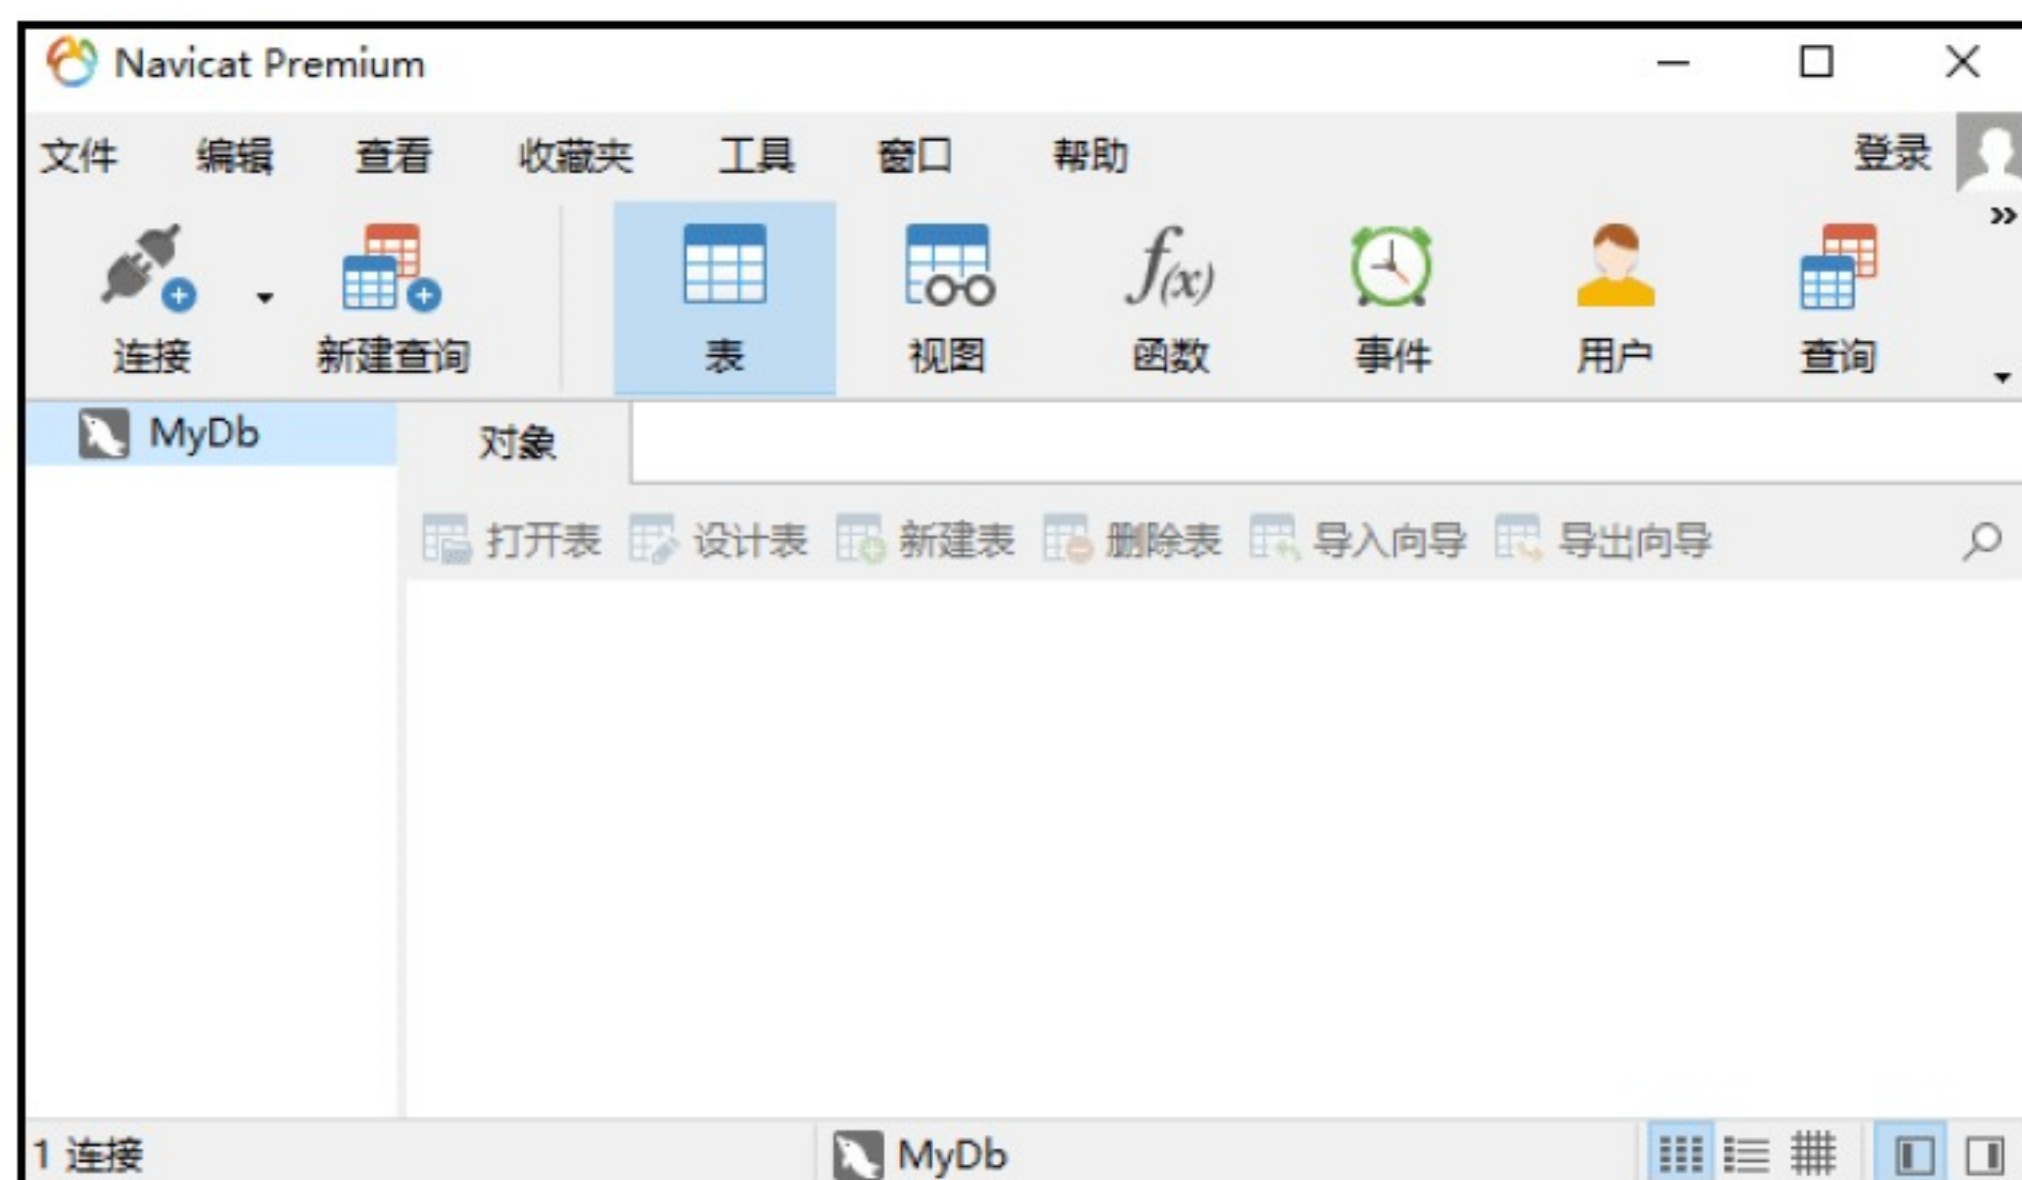 Navicat Premium
文件 编辑 查看 收藏夹 工具 窗口 帮助 登录
f(x)
连接 新建查询 表 视图 函数 事件 用户 查询
MyDb 对象
打开表 设计表 新建表 删除表 导入向导 导出向导
1 连接 MyDb